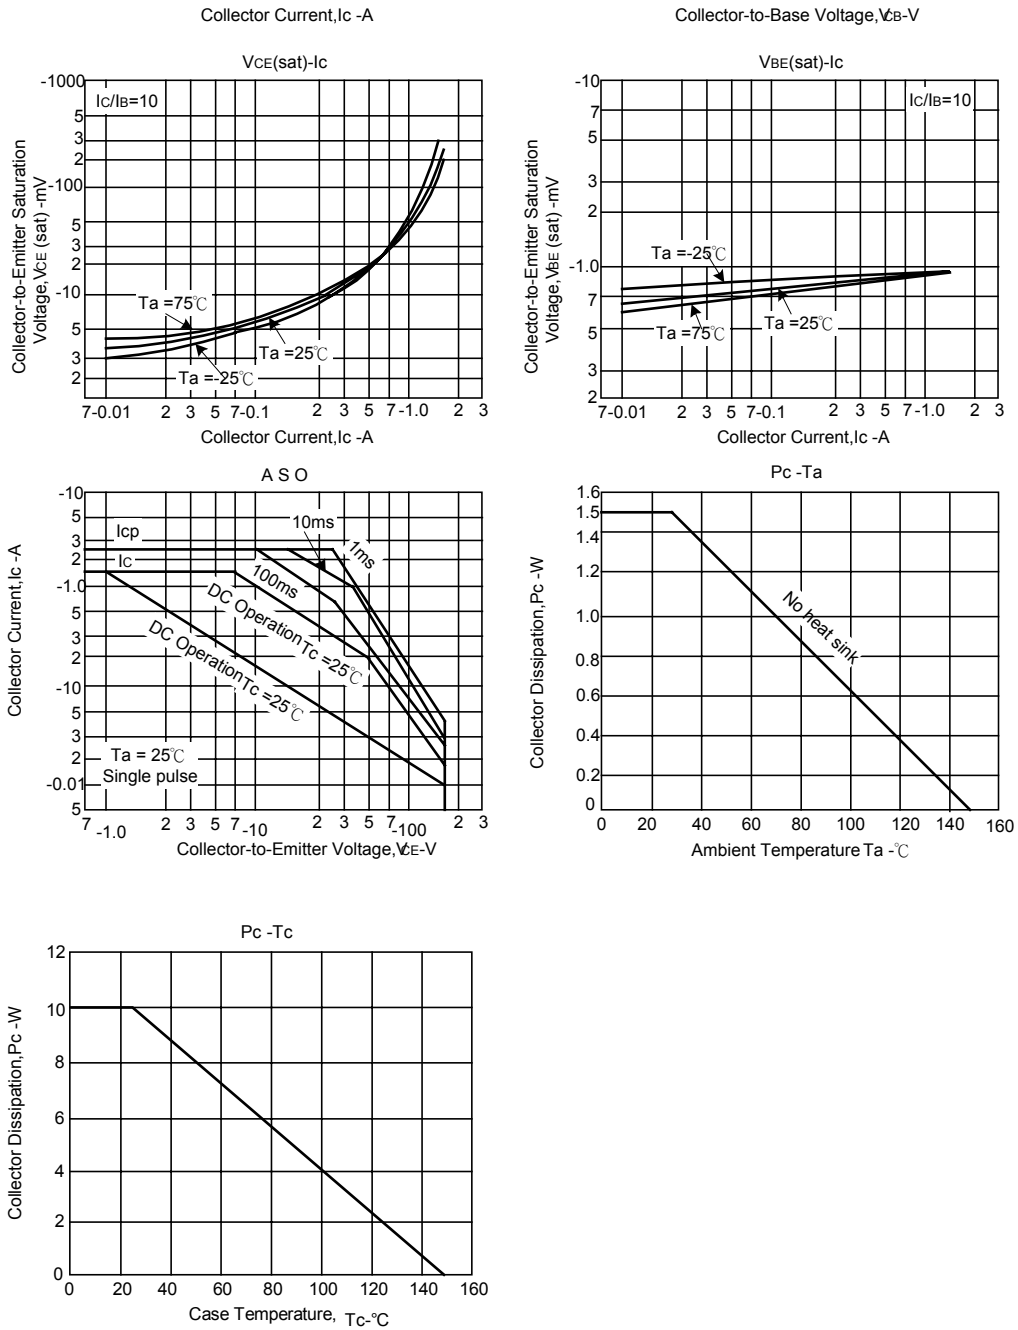 Collector Current,Ic -A
Collector-to-Base Voltage,VCB-V
VCE(sat)-Ic
Collector-to-Emitter Saturation
Voltage,VCE (sat) -mV
-1000
5
3
2
-100
5
3
2
-10
5
3
2
IC/IB=10
Ta =75℃
Ta =25℃
Ta =-25℃
7 -0.01 2 3 5 7 -0.1 2 3 5 7 -1.0 2 3
Collector Current,Ic -A
VBE(sat)-Ic
Collector-to-Emitter Saturation
Voltage,VBE (sat) -mV
-10
7
5
3
2
-1.0
7
5
3
2
IC/IB=10
Ta=-25℃
Ta=25℃
Ta=75℃
7-0.01 2 3 5 7-0.1 2 3 5 7 -1.0 2 3
Collector Current,Ic -A
A S O
Collector Current,Ic -A
-10
5
3
2
-1.0
5
3
2
-10
5
3
2
-0.01
5
Icp
Ic
10ms
1ms
100ms
DC Operation Tc =25℃
DC Operation Tc =25℃
Ta = 25℃
Single pulse
7 -1.0 2 3 5 7 -10 2 3 5 7 -100 2 3
Collector-to-Emitter Voltage,VCE-V
Pc -Ta
Collector Dissipation,Pc -W
1.6
1.5
1.2
1.0
0.8
0.6
0.4
0.2
0
No heat sink
0 20 40 60 80 100 120 140 160
Ambient Temperature Ta -℃
Pc -Tc
Collector Dissipation,Pc -W
12
10
8
6
4
2
0
0 20 40 60 80 100 120 140 160
Case Temperature, Tc-℃